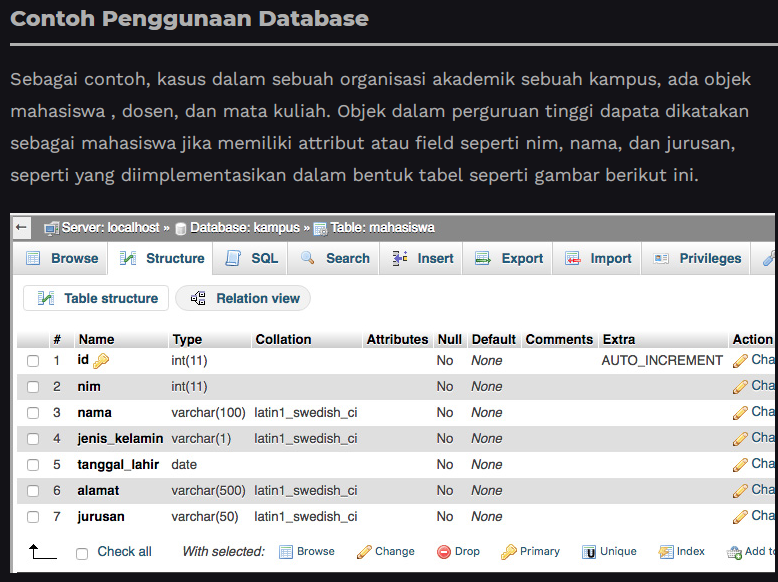 Contoh Penggunaan Database
Sebagai contoh, kasus dalam sebuah organisasi akademik sebuah kampus, ada objek
mahasiswa , dosen, dan mata kuliah. Objek dalam perguruan tinggi dapata dikatakan
sebagai mahasiswa jika memiliki attribut atau field seperti nim, nama, dan jurusan,
seperti yang diimplementasikan dalam bentuk tabel seperti gambar berikut ini.
← Server: localhost » Database: kampus » Table: mahasiswa
Browse Structure SQL Search Insert Export Import Privileges
Table structure Relation view
# Name Type Collation Attributes Null Default Comments Extra Action
1 id int(11) No None AUTO_INCREMENT Cha
2 nim int(11) No None Cha
3 nama varchar(100) latin1_swedish_ci No None Cha
4 jenis_kelamin varchar(1) latin1_swedish_ci No None Cha
5 tanggal_lahir date No None Cha
6 alamat varchar(500) latin1_swedish_ci No None Cha
7 jurusan varchar(50) latin1_swedish_ci No None Cha
Check all With selected: Browse Change Drop Primary Unique Index Add to